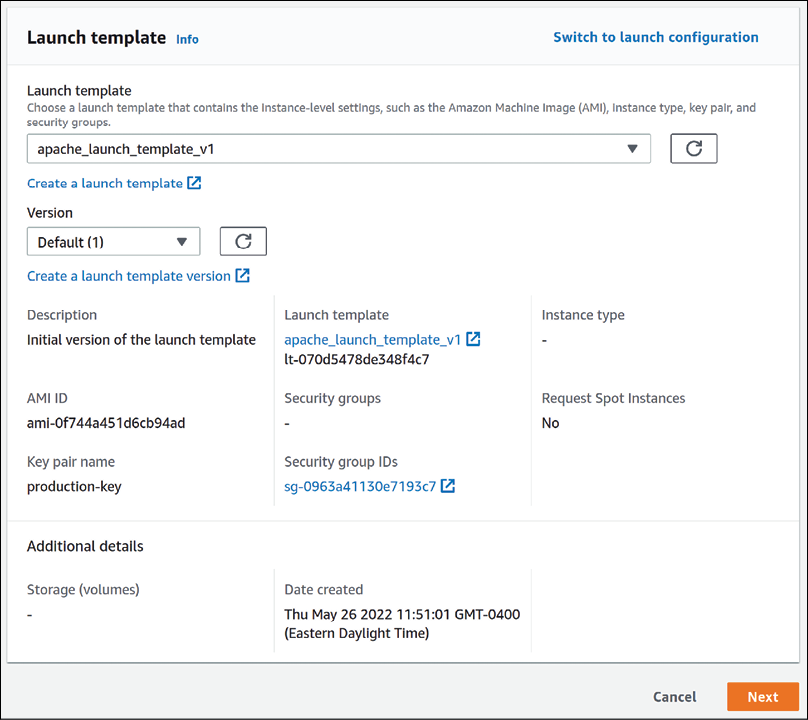 Launch template Info
Switch to launch configuration
Launch template
Choose a launch template that contains the instance-level settings, such as the Amazon Machine Image (AMI), instance type, key pair, and
security groups.
apache_launch_template_v1
Create a launch template
Version
Default (1)
Create a launch template version
Description
Initial version of the launch template
Launch template
apache_launch_template_v1
lt-070d5478de348f4c7
Instance type
-
AMI ID
ami-0f744a451d6cb94ad
Security groups
-
Request Spot Instances
No
Key pair name
production-key
Security group IDs
sg-0963a41130e7193c7
Additional details
Storage (volumes)
-
Date created
Thu May 26 2022 11:51:01 GMT-0400
(Eastern Daylight Time)
Cancel
Next